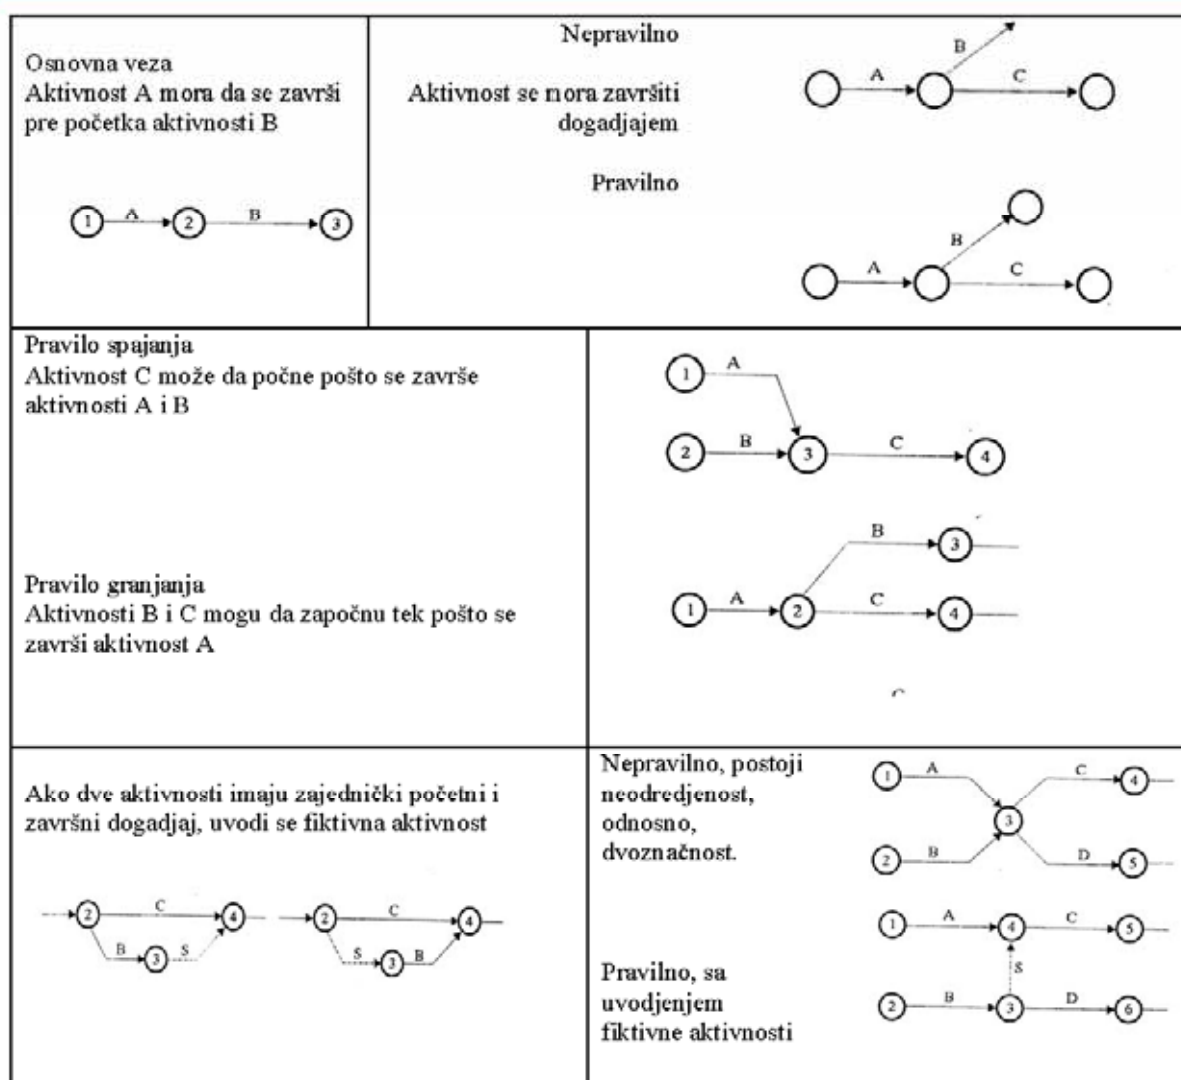 Osnovna veza
Aktivnost A mora da se završi
pre početka aktivnosti B
1 A 2 B 3
Nepravilno
Aktivnost se mora završiti
dogadjajem
Pravilno
B
A C
B
A C
Pravilo spajanja
Aktivnost C može da počne pošto se završe
aktivnosti A i B
1 A
2 B 3 C 4
Pravilo granjanja
Aktivnosti B i C mogu da započnu tek pošto se
završi aktivnost A
B 3
1 A 2 C 4
Ako dve aktivnosti imaju zajednički početni i
završni dogadjaj, uvodi se fiktivna aktivnost
2 C 4
B 3 S
2 C 4
S 3 B
Nepravilno, postoji
neodredjenost,
odnosno,
dvoznačnost.
1 A C 4
3
2 B D 5
Pravilno, sa
uvodjenjem
fiktivne aktivnosti
1 A 4 C 5
S
2 B 3 D 6